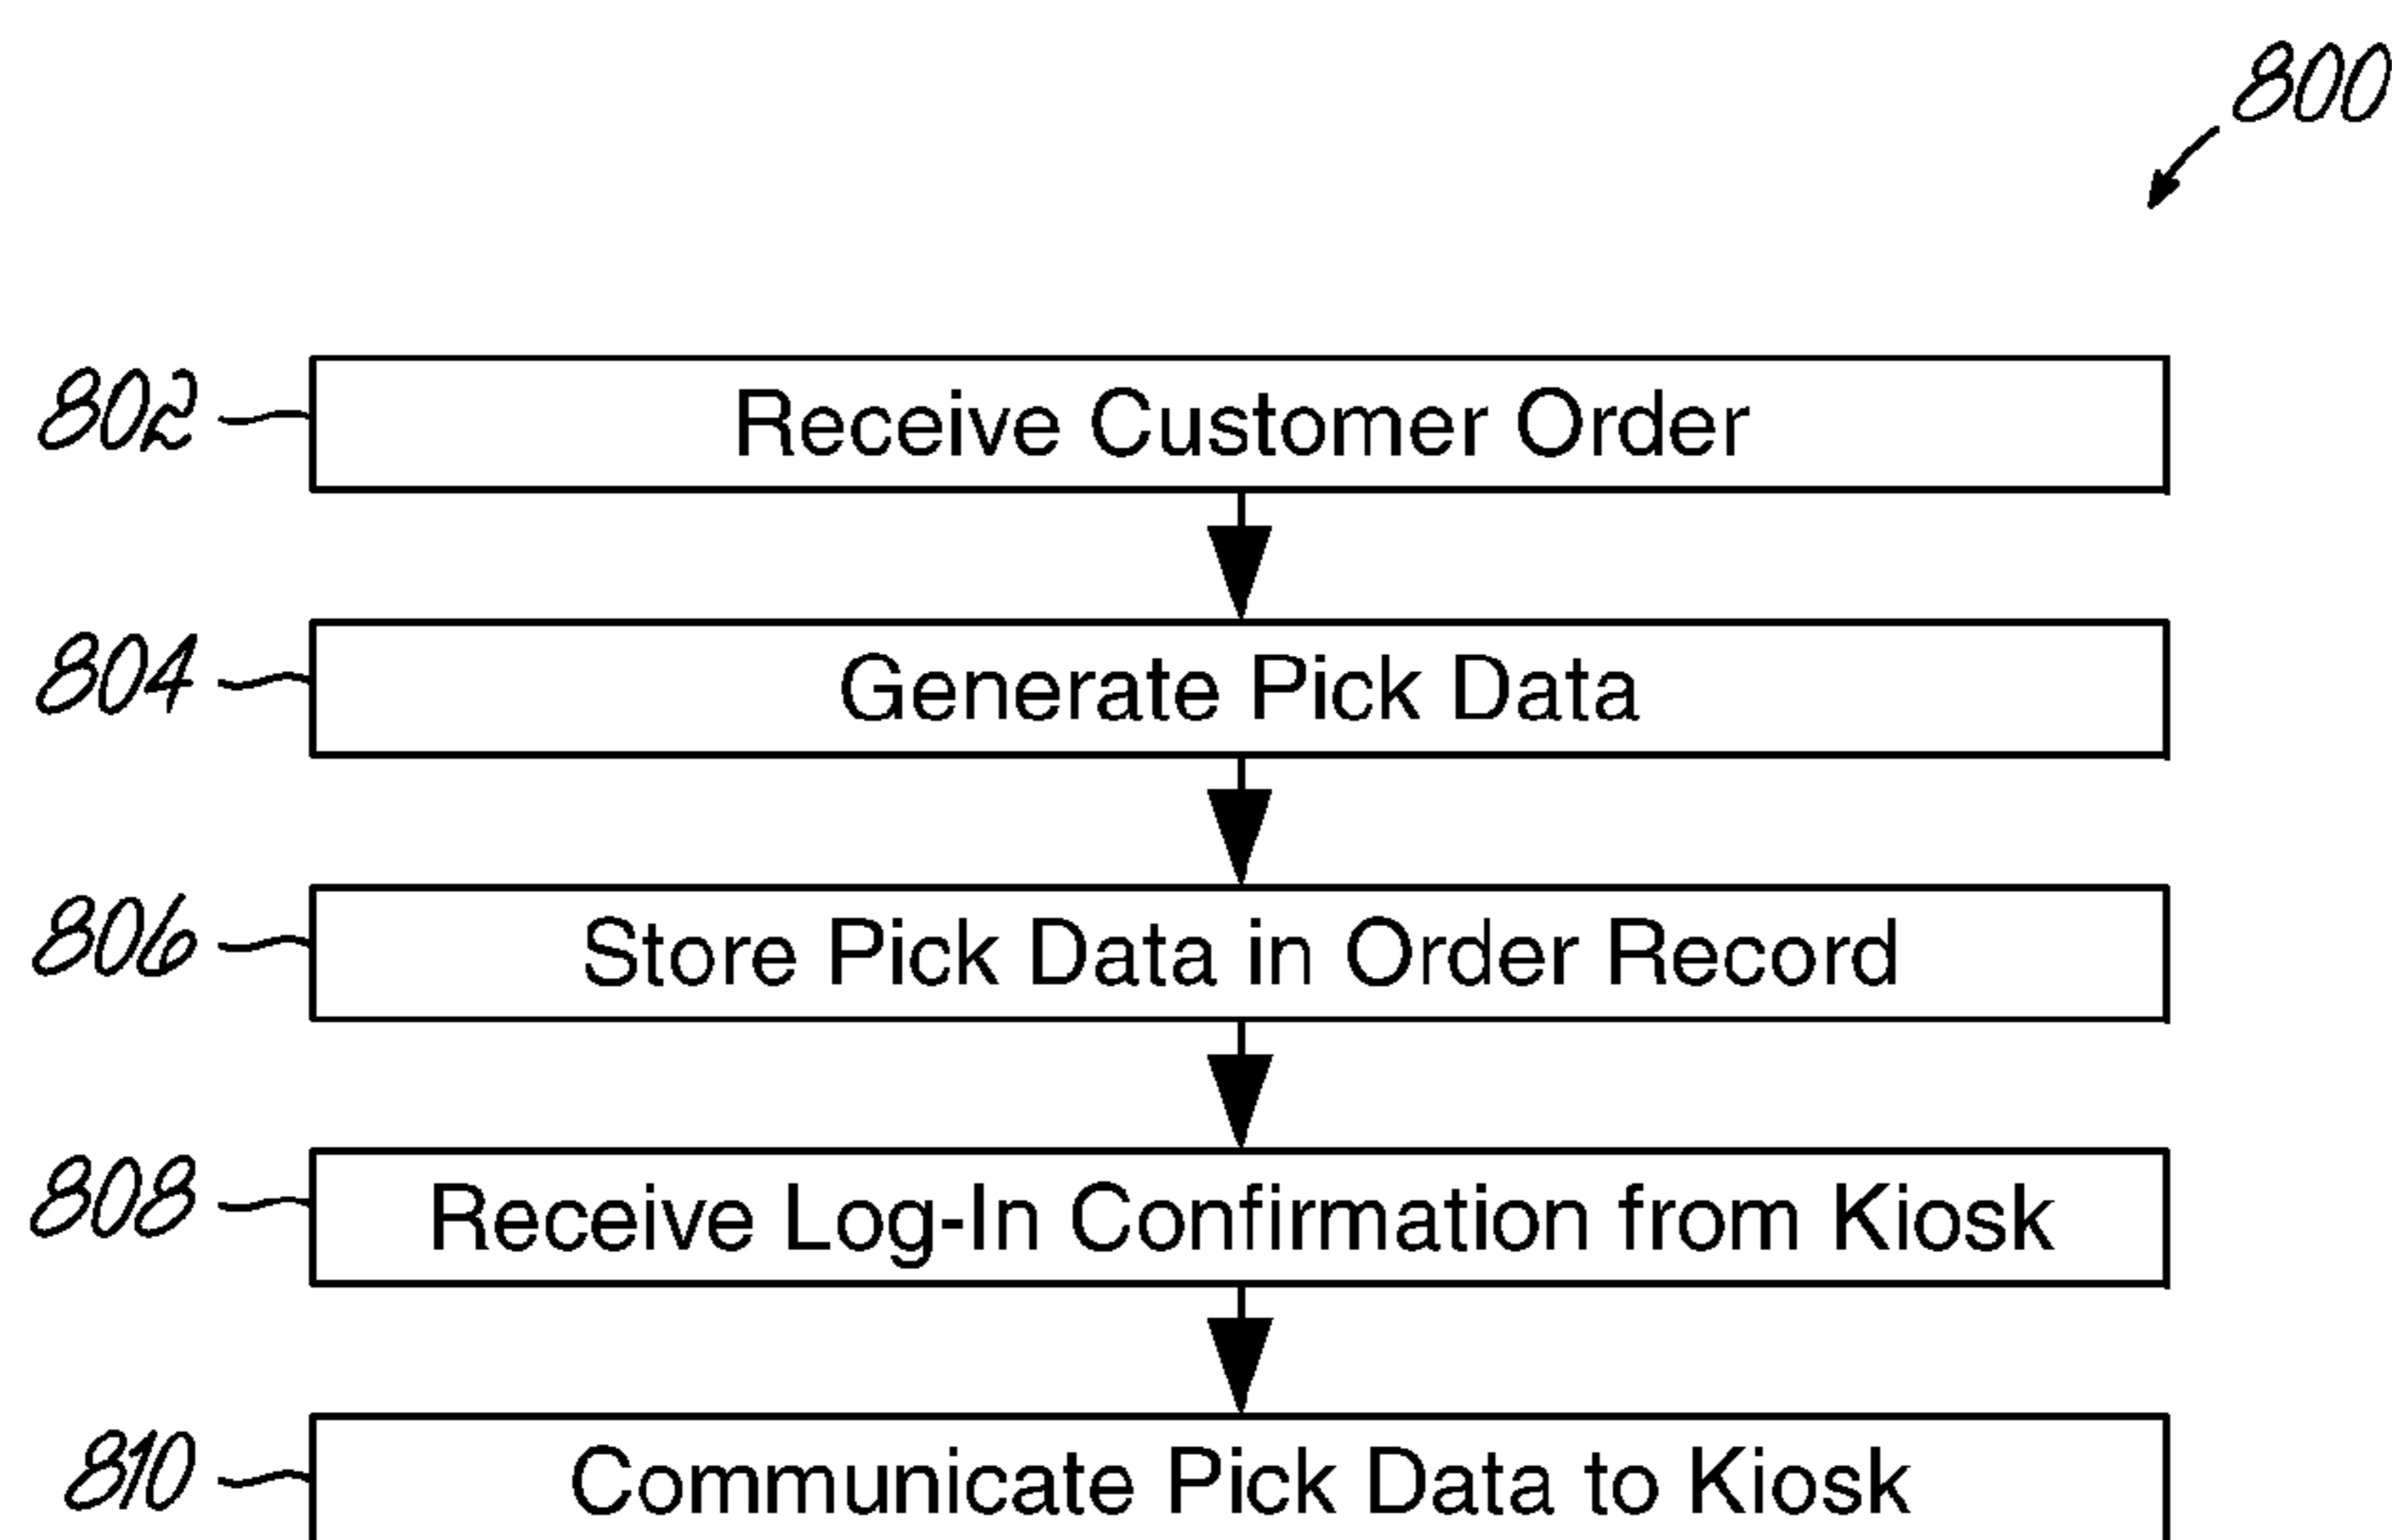 800
802 Receive Customer Order
804 Generate Pick Data
806 Store Pick Data in Order Record
808 Receive Log-In Confirmation from Kiosk
810 Communicate Pick Data to Kiosk